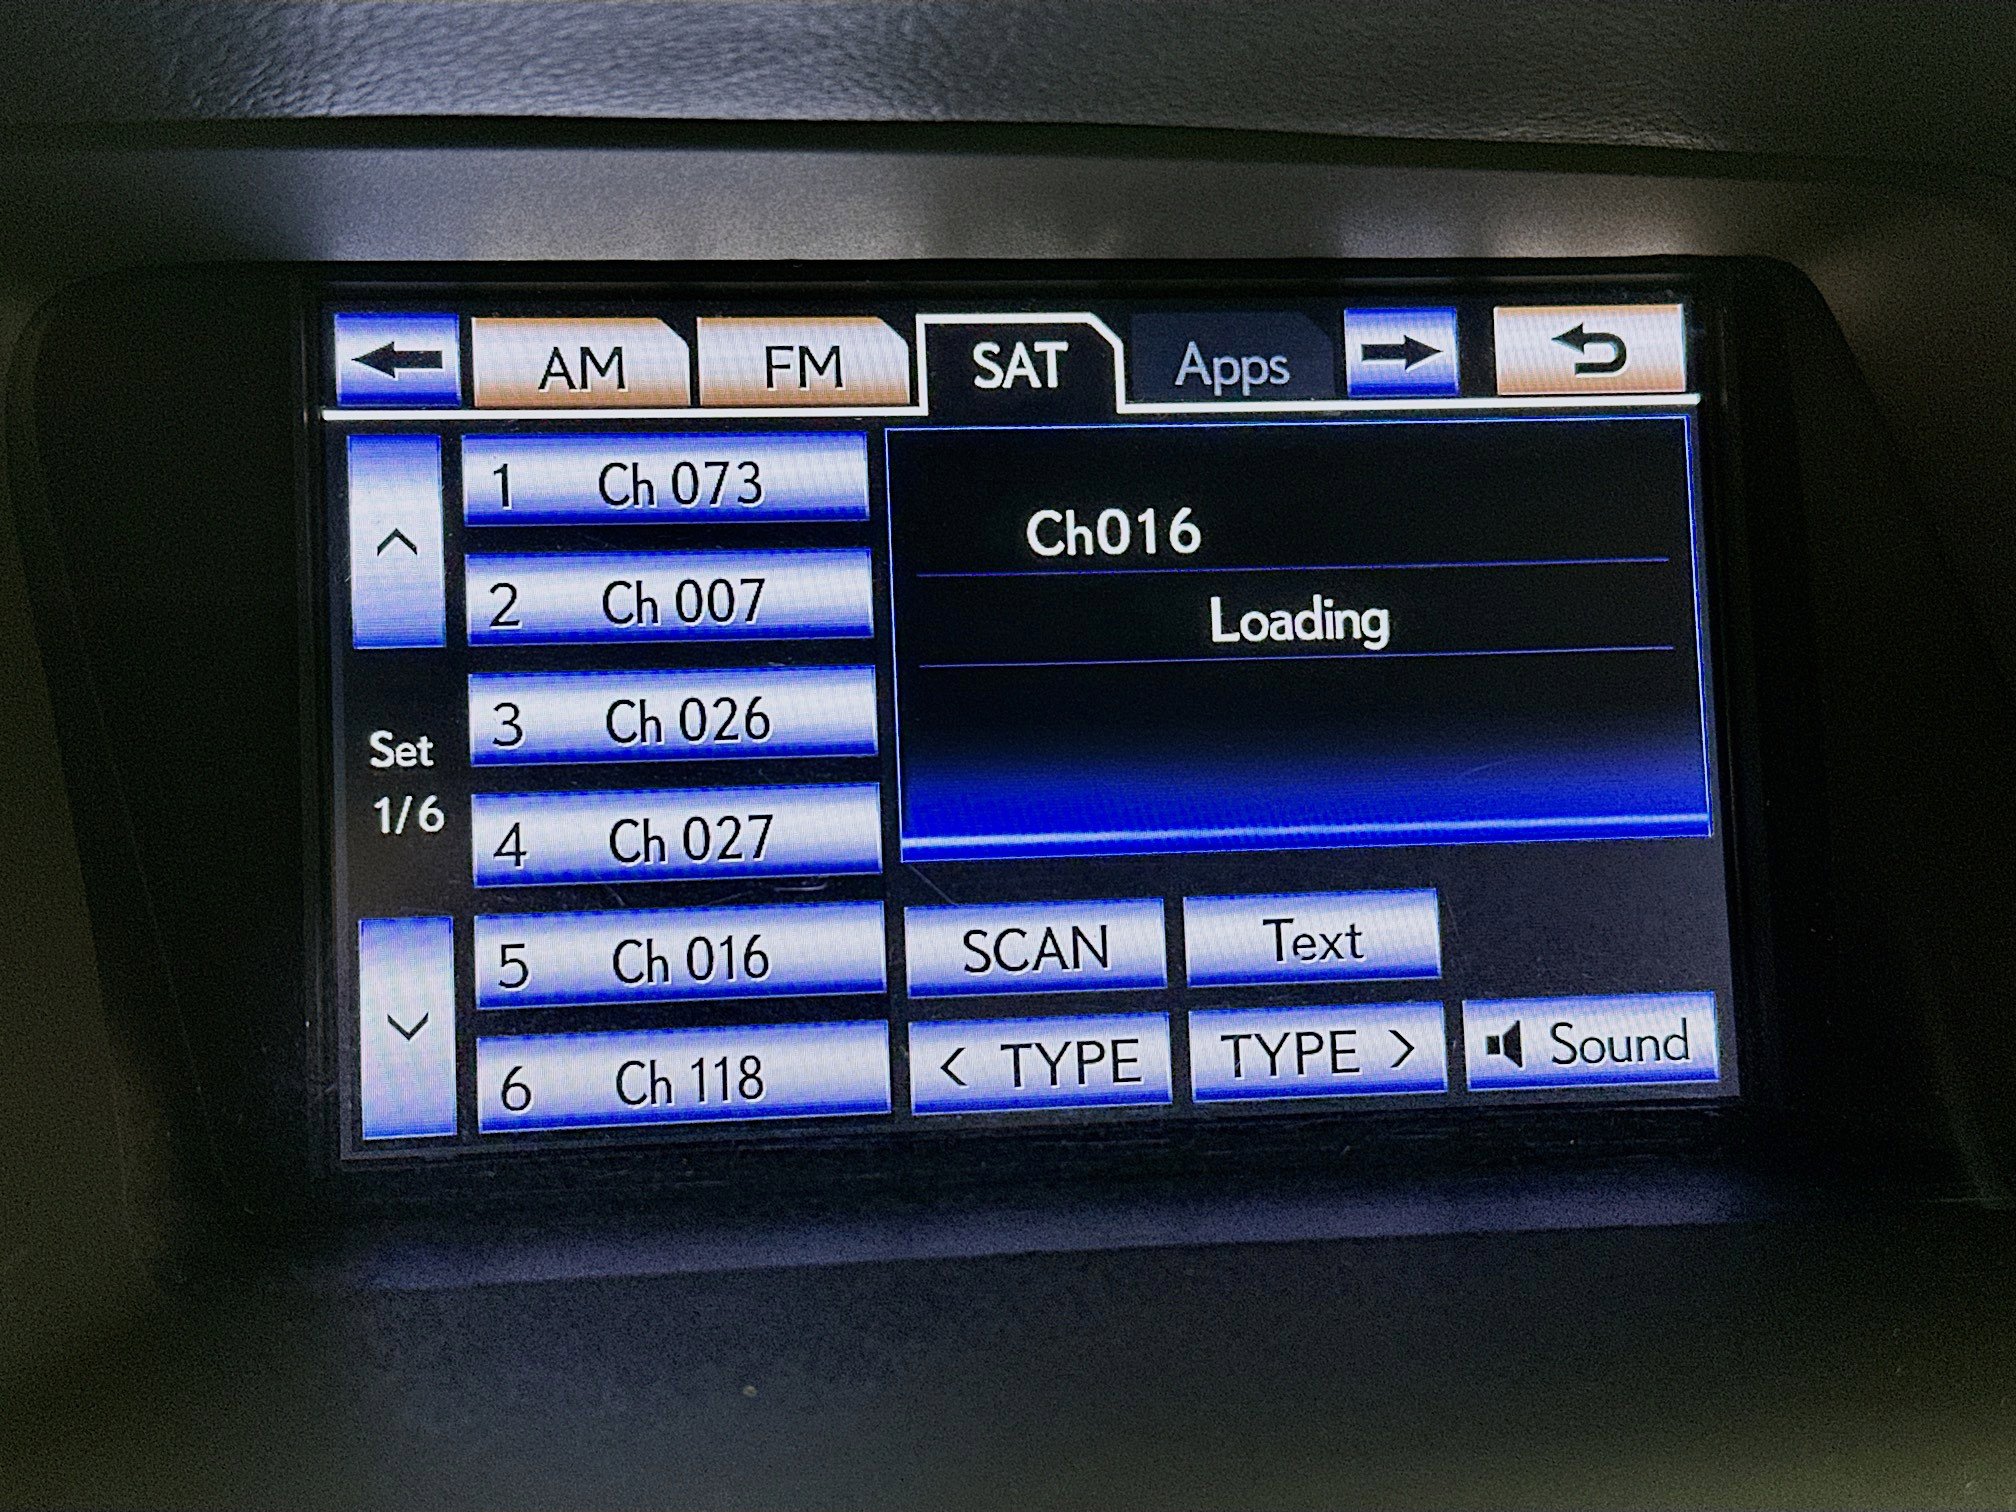 AM FM SAT Apps
1 Ch 073
2 Ch 007
3 Ch 026
4 Ch 027
5 Ch 016
6 Ch 118
Set
1/6
Ch016
Loading
SCAN Text
< TYPE TYPE > Sound